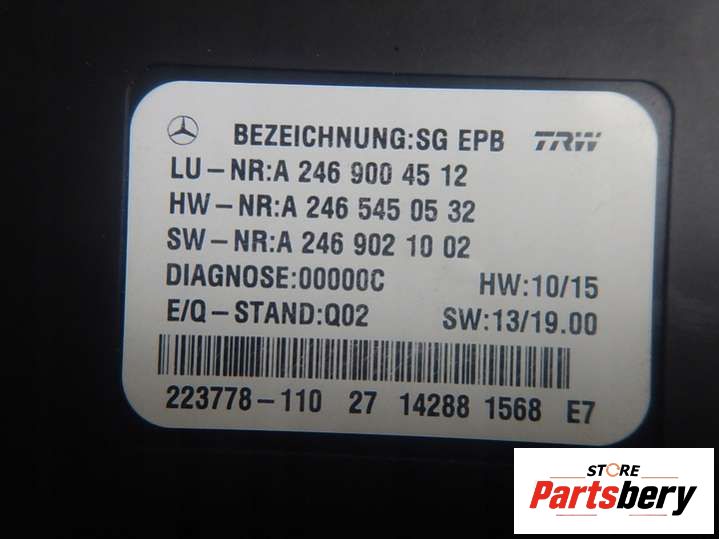 BEZEICHNUNG:SG EPB TRW
LU-NR:A 246 900 45 12
HW-NR:A 246 545 05 32
SW-NR:A 246 902 10 02
DIAGNOSE:00000C HW:10/15
E/Q-STAND:Q02 SW:13/19.00
223778-110 27 14288 1568 E7
STORE
Partsbery